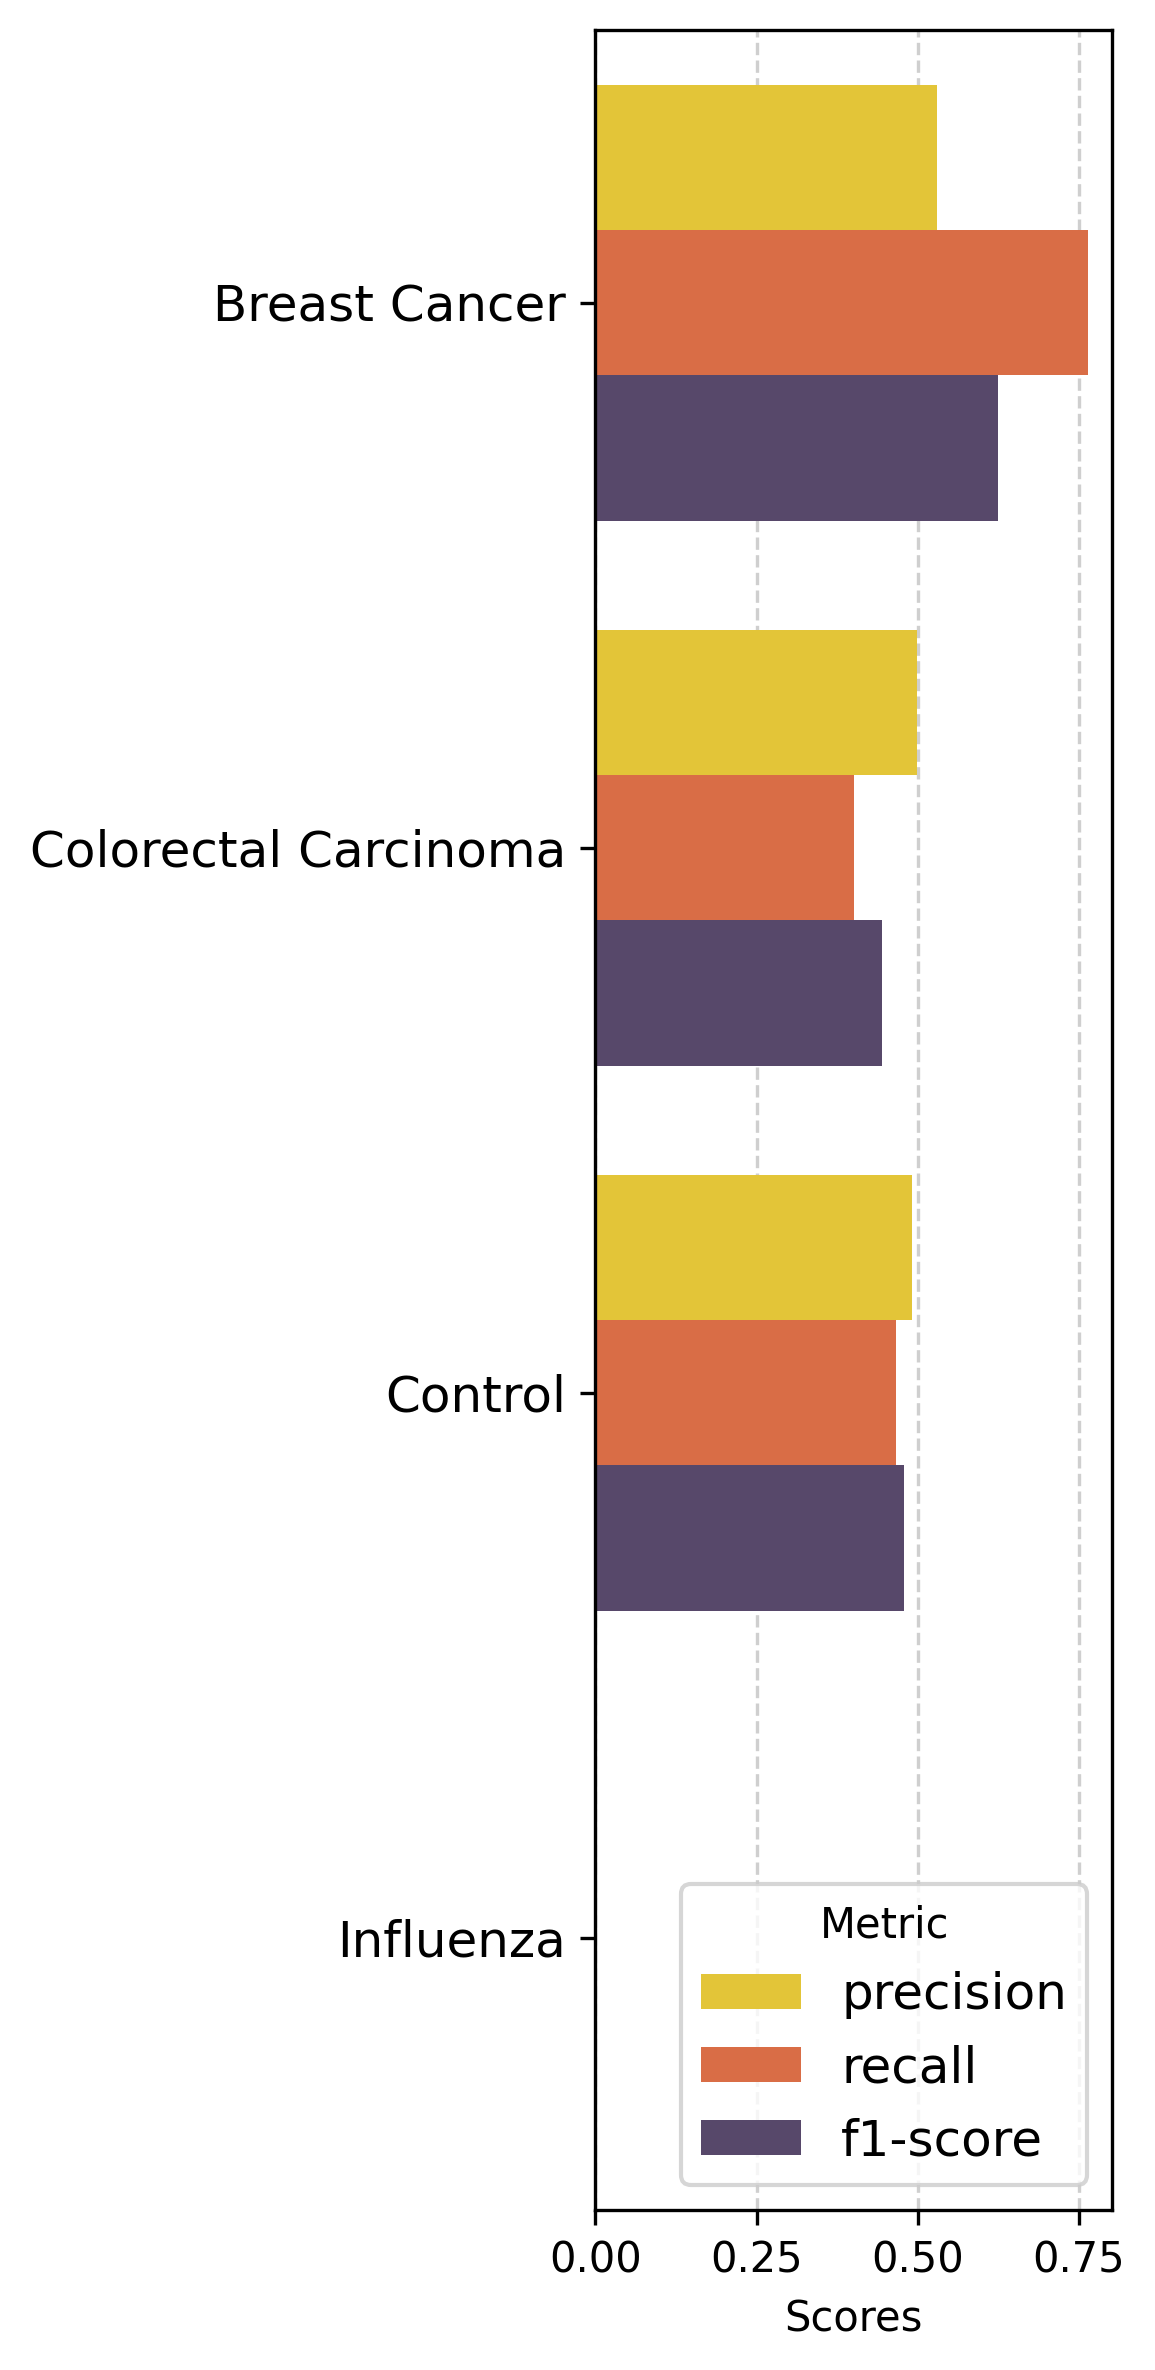 Breast Cancer
Colorectal Carcinoma
Control
Influenza
Metric
precision
recall
f1-score
0.00 0.25 0.50 0.75
Scores